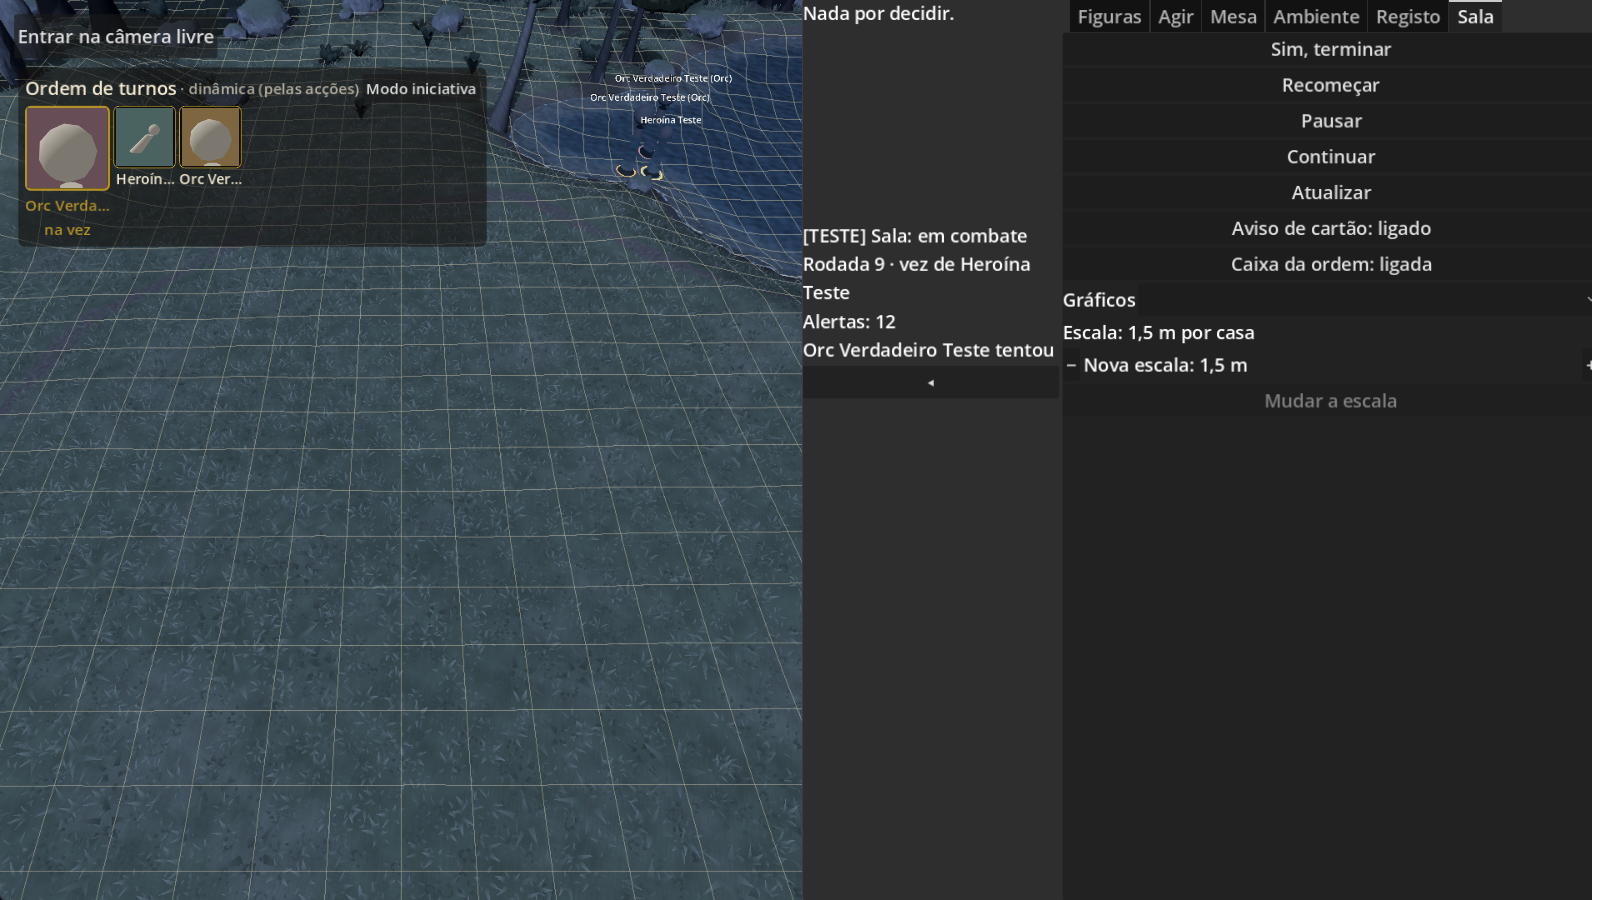 Entrar na câmera livre
Ordem de turnos · dinâmica (pelas acções) Modo iniciativa
Heroín... Orc Ver...
Orc Verda...
na vez
Orc Verdadeiro Teste (Orc)
Orc Verdadeiro Teste (Orc)
Heroína Teste
Nada por decidir.
[TESTE] Sala: em combate
Rodada 9 · vez de Heroína
Teste
Alertas: 12
Orc Verdadeiro Teste tentou
Figuras Agir Mesa Ambiente Registo Sala
Sim, terminar
Recomeçar
Pausar
Continuar
Atualizar
Aviso de cartão: ligado
Caixa da ordem: ligada
Gráficos
Escala: 1,5 m por casa
− Nova escala: 1,5 m +
Mudar a escala